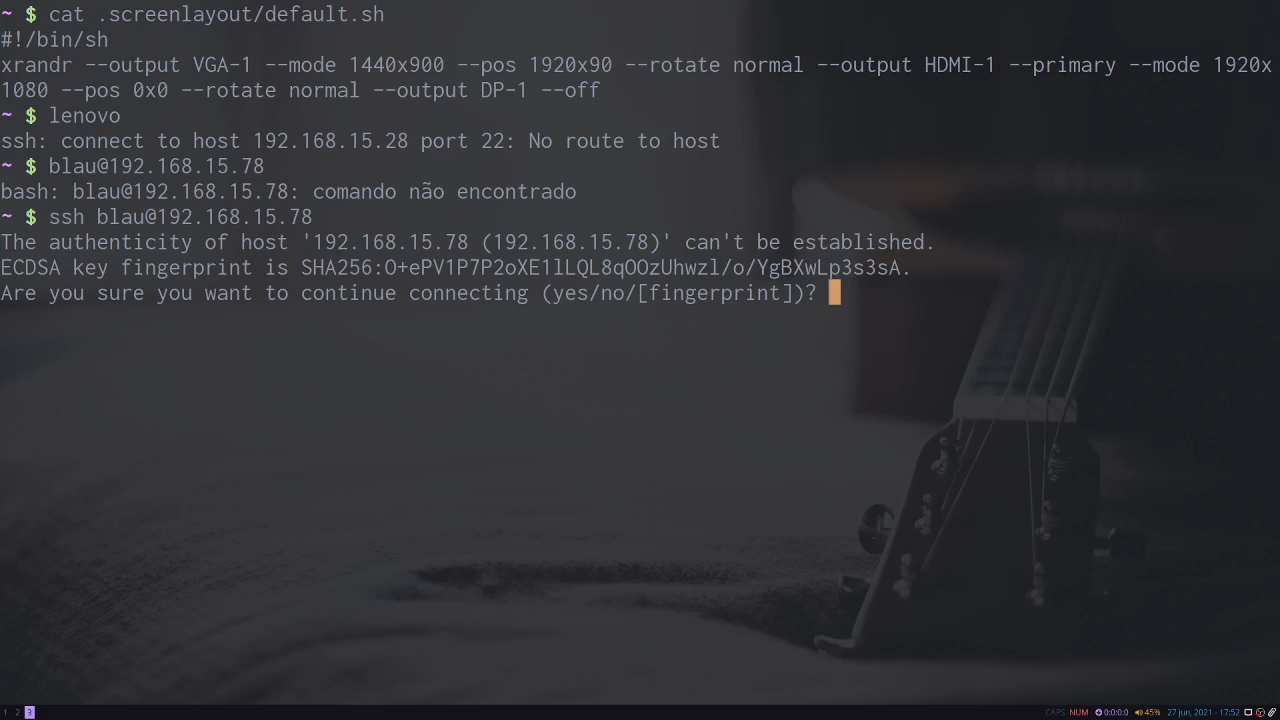 ~ $ cat .screenlayout/default.sh
#!/bin/sh
xrandr --output VGA-1 --mode 1440x900 --pos 1920x90 --rotate normal --output HDMI-1 --primary --mode 1920x
1080 --pos 0x0 --rotate normal --output DP-1 --off
~ $ lenovo
ssh: connect to host 192.168.15.28 port 22: No route to host
~ $ blau@192.168.15.78
bash: blau@192.168.15.78: comando não encontrado
~ $ ssh blau@192.168.15.78
The authenticity of host '192.168.15.78 (192.168.15.78)' can't be established.
ECDSA key fingerprint is SHA256:O+ePV1P7P2oXE1lLQL8qOOzUhwzl/o/YgBXwLp3s3sA.
Are you sure you want to continue connecting (yes/no/[fingerprint])?
1 2 3 CAPS NUM 0:0:0:0 45% 27 jun, 2021 - 17:52